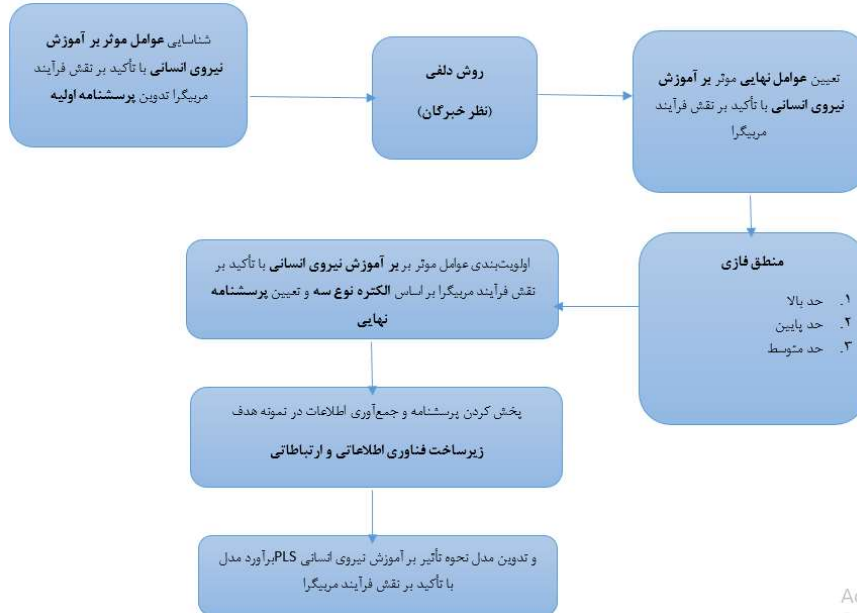 شناسایی عوامل موثر بر آموزش
نیروی انسانی با تأکید بر نقش فرآیند
مربیگرا تدوین پرسشنامه اولیه
روش دلفی
(نظر خبرگان)
تعیین عوامل نهایی موثر بر آموزش
نیروی انسانی با تأکید بر نقش فرآیند
مربیگرا
منطق فازی
۱. حد بالا
۲. حد پایین
۳. حد متوسط
اولویت‌بندی عوامل موثر بر بر آموزش نیروی انسانی با تأکید بر
نقش فرآیند مربیگرا بر اساس الکتره نوع سه و تعیین پرسشنامه
نهایی
پخش کردن پرسشنامه و جمع‌آوری اطلاعات در نمونه هدف
زیرساخت فناوری اطلاعاتی و ارتباطاتی
و تدوین مدل نحوه تأثیر بر آموزش نیروی انسانی PLSبرآورد مدل
با تأکید بر نقش فرآیند مربیگرا